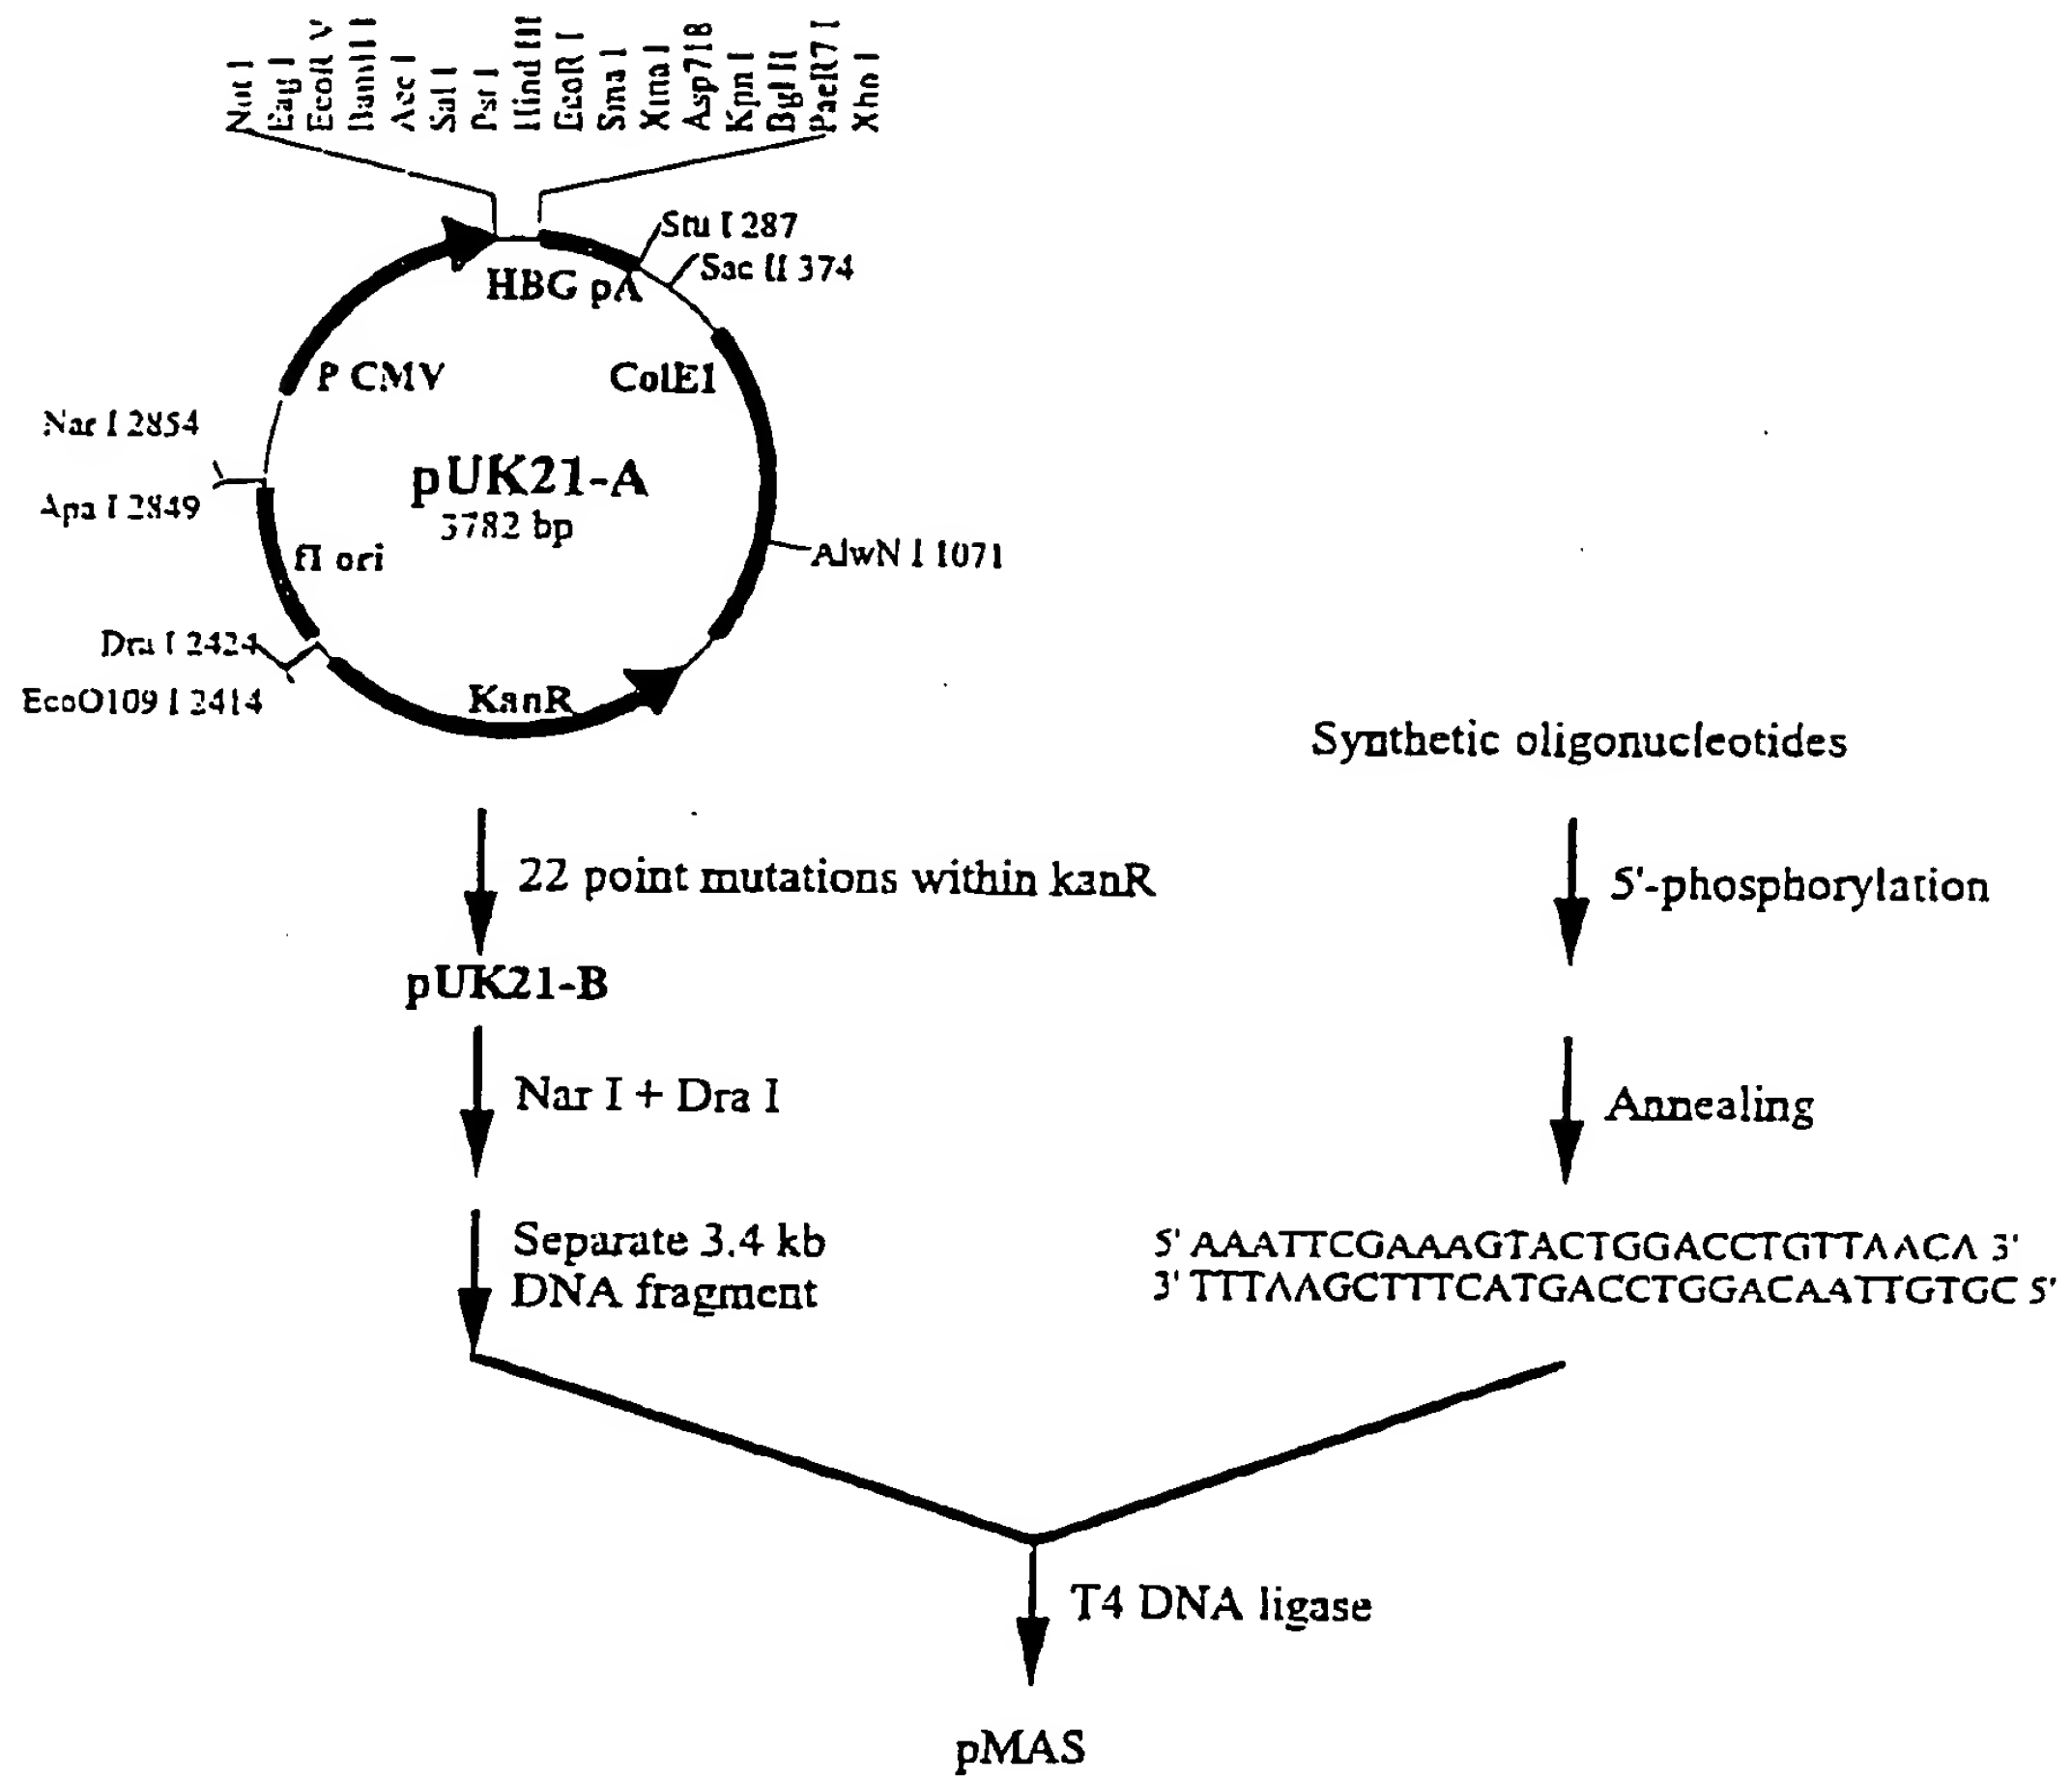 Not I
Eag I
EcoR V
BamH I
Acc I
Sal I
Pst I
Hind III
EcoR I
Sma I
Xma I
Asp718
Kpn I
Bgl II
PaeR7 I
Xho I
Stu I 287
Sac II 374
HBG pA
P CMV
ColE1
Nar I 2854
pUK21-A
3782 bp
Apa I 2849
f1 ori
AlwN I 1071
Dra I 2424
EcoO109 I 2414
KanR
Synthetic oligonucleotides
22 point mutations within kanR
5'-phosphorylation
pUK21-B
Nar I + Dra I
Annealing
Separate 3.4 kb
DNA fragment
5' AAATTCGAAAGTACTGGACCTGTTAACA 3'
3' TTTAAGCTTTCATGACCTGGACAATTGTGC 5'
T4 DNA ligase
pMAS